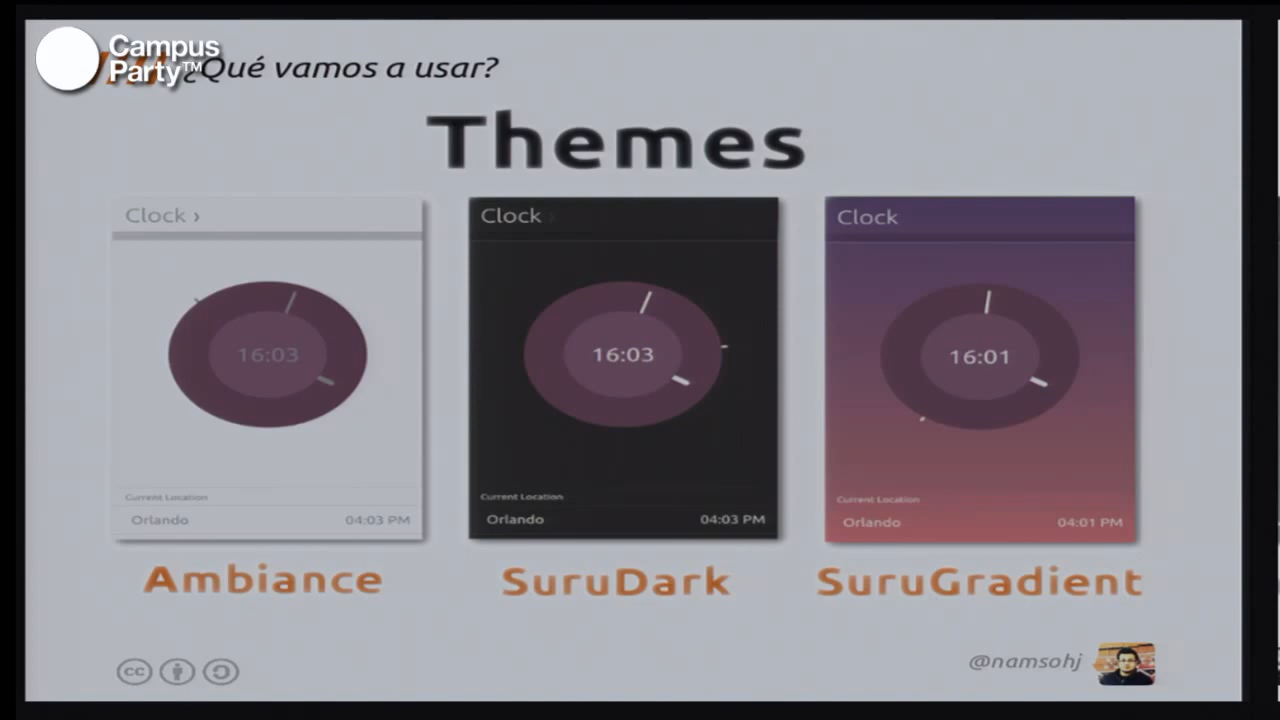 Campus
Party™
¿Qué vamos a usar?
Themes
Clock ›
16:03
Current Location
Orlando 04:03 PM
Ambiance
Clock ›
16:03
Current Location
Orlando 04:03 PM
SuruDark
Clock
16:01
Current Location
Orlando 04:01 PM
SuruGradient
cc
@namsohj